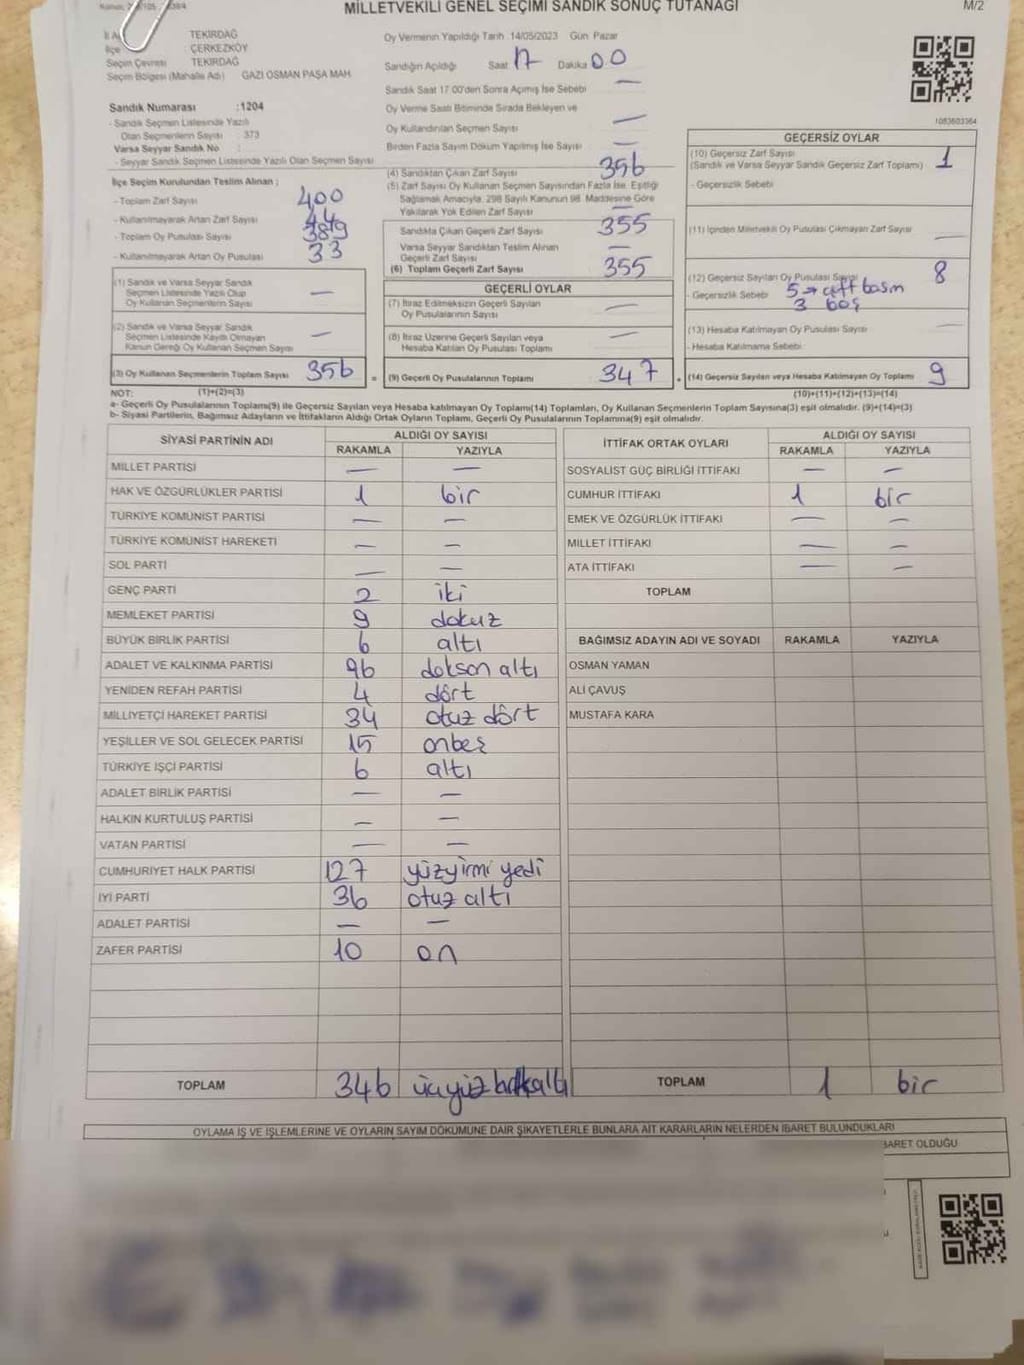 MİLLETVEKİLİ GENEL SEÇİMİ SANDIK SONUÇ TUTANAĞI
M/2
TEKİRDAĞ
İlçe : ÇERKEZKÖY
Seçim Çevresi TEKİRDAĞ
Seçim Bölgesi (Mahalle Adı) GAZİ OSMAN PAŞA MAH
Sandık Numarası :1204
- Sandık Seçmen Listesinde Yazılı
Olan Seçmenlerin Sayısı : 373
Varsa Seyyar Sandık No :
- Seyyar Sandık Seçmen Listesinde Yazılı Olan Seçmen Sayısı
Oy Vermenin Yapıldığı Tarih :14/05/2023 Gün Pazar
Sandığın Açıldığı Saat 17 Dakika 00
Sandık Saat 17:00'den Sonra Açımış İse Sebebi —
Oy Verme Saati Bitiminde Sırada Bekleyen ve
Oy Kullandırılan Seçmen Sayısı —
Birden Fazla Sayım Döküm Yapılmış İse Sayısı —
1083603364
İlçe Seçim Kurulundan Teslim Alınan :
- Toplam Zarf Sayısı 400
- Kullanılmayarak Artan Zarf Sayısı 44
- Toplam Oy Pusulası Sayısı 389
- Kullanılmayarak Artan Oy Pusulası 33
(1) Sandık ve Varsa Seyyar Sandık
Seçmen Listesinde Yazılı Olup
Oy Kullanan Seçmenlerin Sayısı —
(2) Sandık ve Varsa Seyyar Sandık
Seçmen Listesinde Kayıtlı Olmayan
Kanun Gereği Oy Kullanan Seçmen Sayısı —
(3) Oy Kullanan Seçmenlerin Toplam Sayısı 356
(4) Sandıktan Çıkan Zarf Sayısı 356
(5) Zarf Sayısı Oy Kullanan Seçmen Sayısından Fazla İse, Eşitliği
Sağlamak Amacıyla, 298 Sayılı Kanunun 98. Maddesine Göre
Yakılarak Yok Edilen Zarf Sayısı —
Sandıkta Çıkan Geçerli Zarf Sayısı 355
Varsa Seyyar Sandıktan Teslim Alınan
Geçerli Zarf Sayısı —
(6) Toplam Geçerli Zarf Sayısı 355
GEÇERLİ OYLAR
(7) İtiraz Edilmeksizin Geçerli Sayılan
Oy Pusulalarının Sayısı —
(8) İtiraz Üzerine Geçerli Sayılan veya
Hesaba Katılan Oy Pusulası Toplamı —
(9) Geçerli Oy Pusulalarının Toplamı 347
GEÇERSİZ OYLAR
(10) Geçersiz Zarf Sayısı 1
(Sandık ve Varsa Seyyar Sandık Geçersiz Zarf Toplamı)
- Geçersizlik Sebebi
(11) İçinden Milletvekili Oy Pusulası Çıkmayan Zarf Sayısı —
(12) Geçersiz Sayılan Oy Pusulası Sayısı 8
- Geçersizlik Sebebi 5 → çift basım
3 boş
(13) Hesaba Katılmayan Oy Pusulası Sayısı —
- Hesaba Katılmama Sebebi
(14) Geçersiz Sayılan veya Hesaba Katılmayan Oy Toplamı 9
NOT: (1)+(2)=(3) (10)+(11)+(12)+(13)=(14)
a- Geçerli Oy Pusulalarının Toplamı(9) ile Geçersiz Sayılan veya Hesaba katılmayan Oy Toplamı(14) Toplamları, Oy Kullanan Seçmenlerin Toplam Sayısına(3) eşit olmalıdır. (9)+(14)=(3)
b- Siyasi Partilerin, Bağımsız Adayların ve İttifakların Aldığı Ortak Oyların Toplamı, Geçerli Oy Pusulalarının Toplamına(9) eşit olmalıdır.
SİYASİ PARTİNİN ADI ALDIĞI OY SAYISI
RAKAMLA YAZIYLA
MİLLET PARTİSİ — —
HAK VE ÖZGÜRLÜKLER PARTİSİ 1 bir
TÜRKİYE KOMÜNİST PARTİSİ — —
TÜRKİYE KOMÜNİST HAREKETİ — —
SOL PARTİ — —
GENÇ PARTİ 2 iki
MEMLEKET PARTİSİ 9 dokuz
BÜYÜK BİRLİK PARTİSİ 6 altı
ADALET VE KALKINMA PARTİSİ 96 dokson altı
YENİDEN REFAH PARTİSİ 4 dört
MİLLİYETÇİ HAREKET PARTİSİ 34 otuz dört
YEŞİLLER VE SOL GELECEK PARTİSİ 15 onbeş
TÜRKİYE İŞÇİ PARTİSİ 6 altı
ADALET BİRLİK PARTİSİ — —
HALKIN KURTULUŞ PARTİSİ — —
VATAN PARTİSİ — —
CUMHURİYET HALK PARTİSİ 127 yüzyirmi yedi
İYİ PARTİ 36 otuz altı
ADALET PARTİSİ — —
ZAFER PARTİSİ 10 on
TOPLAM 346
İTTİFAK ORTAK OYLARI ALDIĞI OY SAYISI
RAKAMLA YAZIYLA
SOSYALİST GÜÇ BİRLİĞİ İTTİFAKI — —
CUMHUR İTTİFAKI 1 bir
EMEK VE ÖZGÜRLÜK İTTİFAKI — —
MİLLET İTTİFAKI — —
ATA İTTİFAKI — —
TOPLAM
BAĞIMSIZ ADAYIN ADI VE SOYADI RAKAMLA YAZIYLA
OSMAN YAMAN
ALİ ÇAVUŞ
MUSTAFA KARA
TOPLAM 1 bir
OYLAMA İŞ VE İŞLEMLERİNE VE OYLARIN SAYIM DÖKÜMÜNE DAİR ŞİKAYETLERLE BUNLARA AİT KARARLARIN NELERDEN İBARET BULUNDUKLARI
BARET OLDUĞU